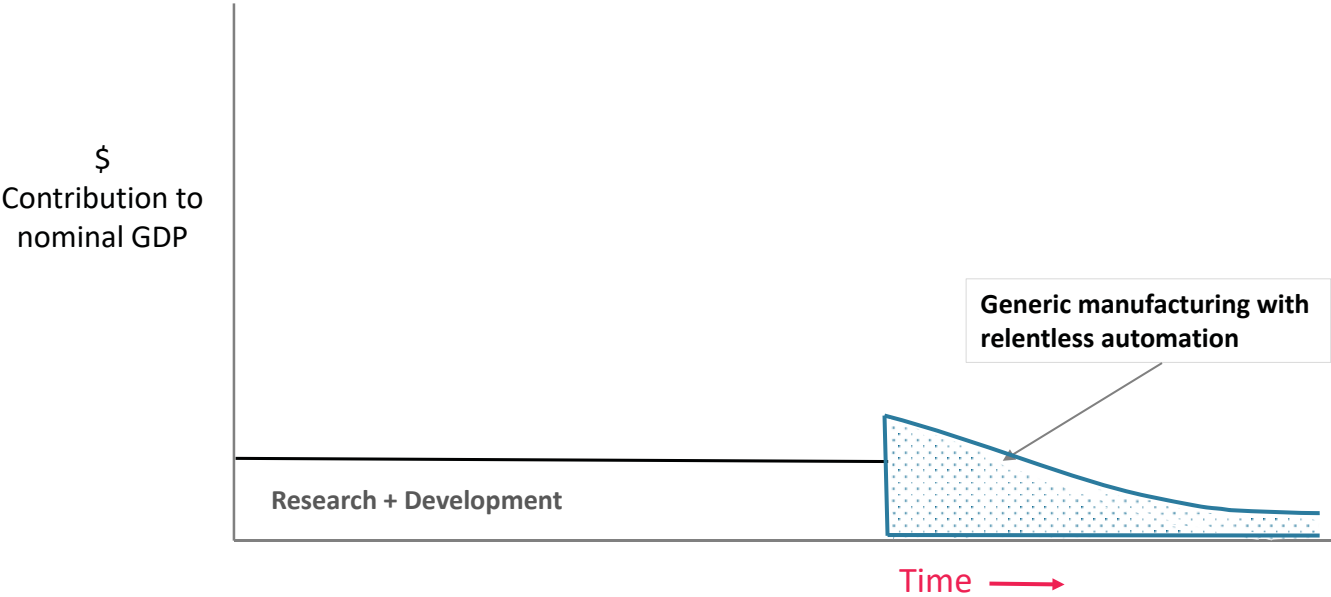 $
Contribution to
nominal GDP
Generic manufacturing with
relentless automation
Research + Development
Time